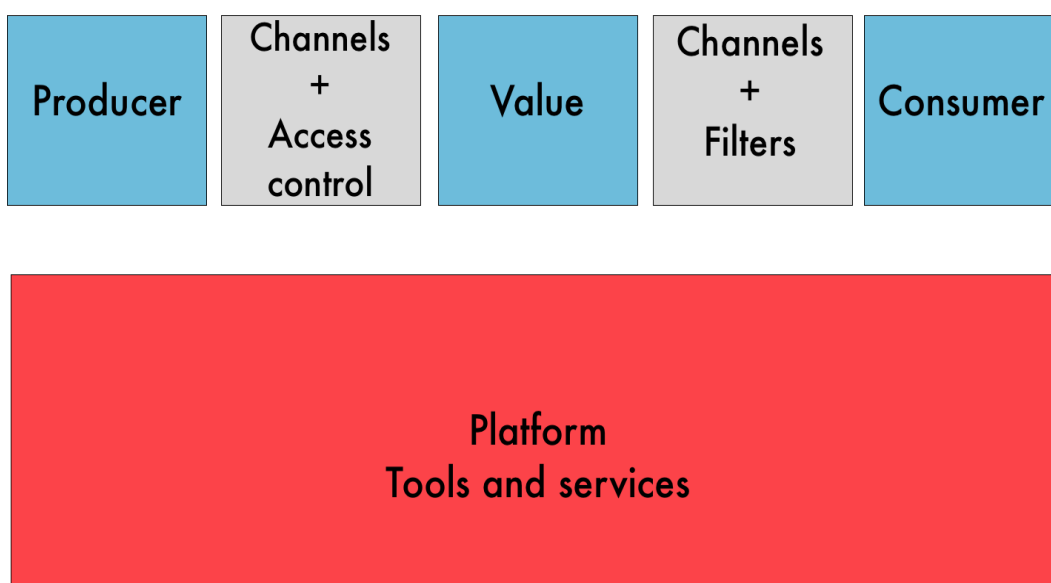 Producer
Channels
+
Access
control
Value
Channels
+
Filters
Consumer
Platform
Tools and services